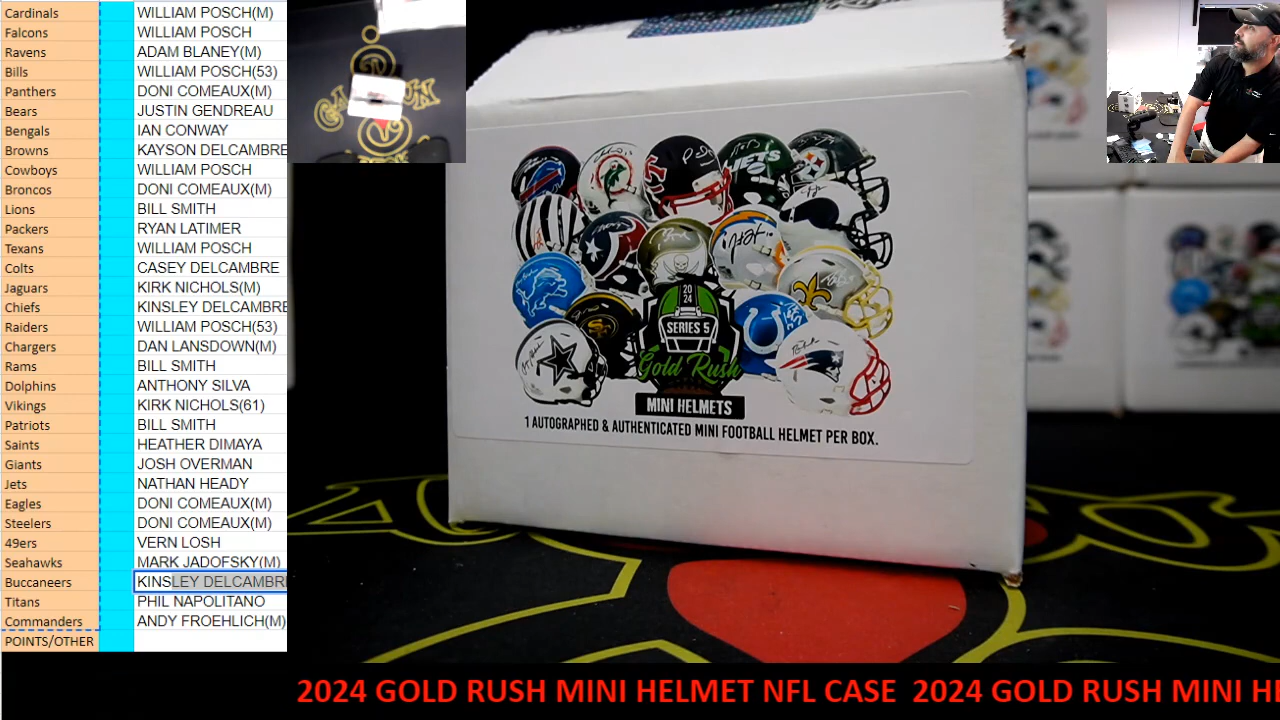 Cardinals WILLIAM POSCH(M)
Falcons WILLIAM POSCH
Ravens ADAM BLANEY(M)
Bills WILLIAM POSCH(53)
Panthers DONI COMEAUX(M)
Bears JUSTIN GENDREAU
Bengals IAN CONWAY
Browns KAYSON DELCAMBRE
Cowboys WILLIAM POSCH
Broncos DONI COMEAUX(M)
Lions BILL SMITH
Packers RYAN LATIMER
Texans WILLIAM POSCH
Colts CASEY DELCAMBRE
Jaguars KIRK NICHOLS(M)
Chiefs KINSLEY DELCAMBRE
Raiders WILLIAM POSCH(53)
Chargers DAN LANSDOWN(M)
Rams BILL SMITH
Dolphins ANTHONY SILVA
Vikings KIRK NICHOLS(61)
Patriots BILL SMITH
Saints HEATHER DIMAYA
Giants JOSH OVERMAN
Jets NATHAN HEADY
Eagles DONI COMEAUX(M)
Steelers DONI COMEAUX(M)
49ers VERN LOSH
Seahawks MARK JADOFSKY(M)
Buccaneers KINSLEY DELCAMBRE
Titans PHIL NAPOLITANO
Commanders ANDY FROEHLICH(M)
POINTS/OTHER
JETS
20
24
SERIES 5
Gold Rush
MINI HELMETS
1 AUTOGRAPHED & AUTHENTICATED MINI FOOTBALL HELMET PER BOX.
2024 GOLD RUSH MINI HELMET NFL CASE 2024 GOLD RUSH MINI HE